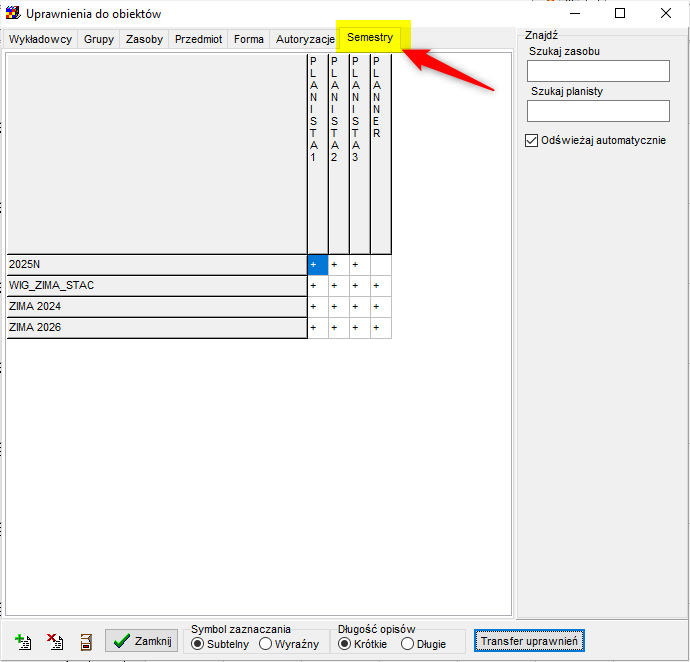 Uprawnienia do obiektów
Wykładowcy Grupy Zasoby Przedmiot Forma Autoryzacje Semestry
PLANISTA1 PLANISTA2 PLANISTA3 PLANNER
2025N + + +
WIG_ZIMA_STAC + + + +
ZIMA 2024 + + + +
ZIMA 2026 + + + +
Znajdź
Szukaj zasobu
Szukaj planisty
Odświeżaj automatycznie
Zamknij
Symbol zaznaczania
Subtelny Wyraźny
Długość opisów
Krótkie Długie
Transfer uprawnień